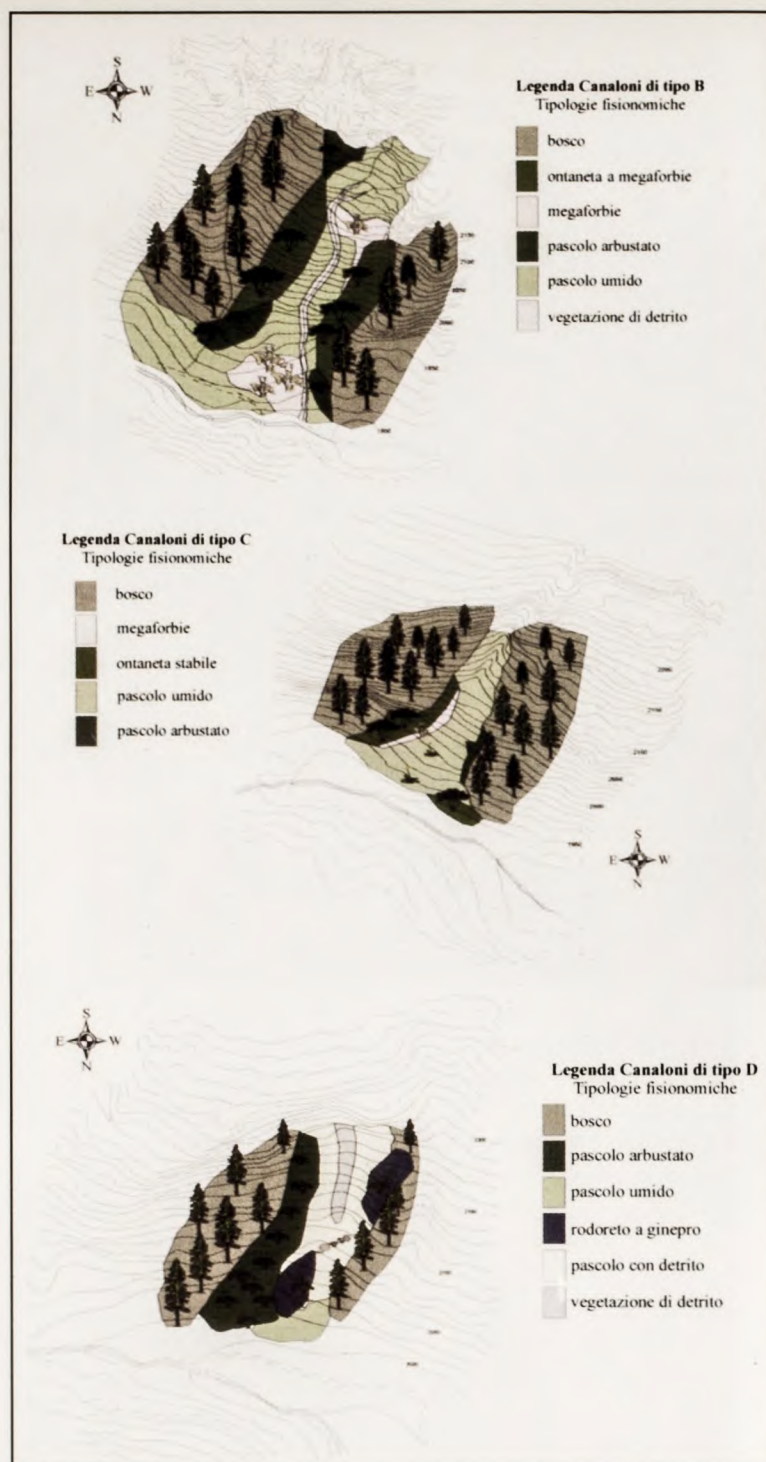 S
E W
N
Legenda Canaloni di tipo B
Tipologie fisionomiche
bosco
ontaneta a megaforbie
megaforbie
pascolo arbustato
pascolo umido
vegetazione di detrito
Legenda Canaloni di tipo C
Tipologie fisionomiche
bosco
megaforbie
ontaneta stabile
pascolo umido
pascolo arbustato
S
E W
N
S
E W
N
Legenda Canaloni di tipo D
Tipologie fisionomiche
bosco
pascolo arbustato
pascolo umido
rodoreto a ginepro
pascolo con detrito
vegetazione di detrito